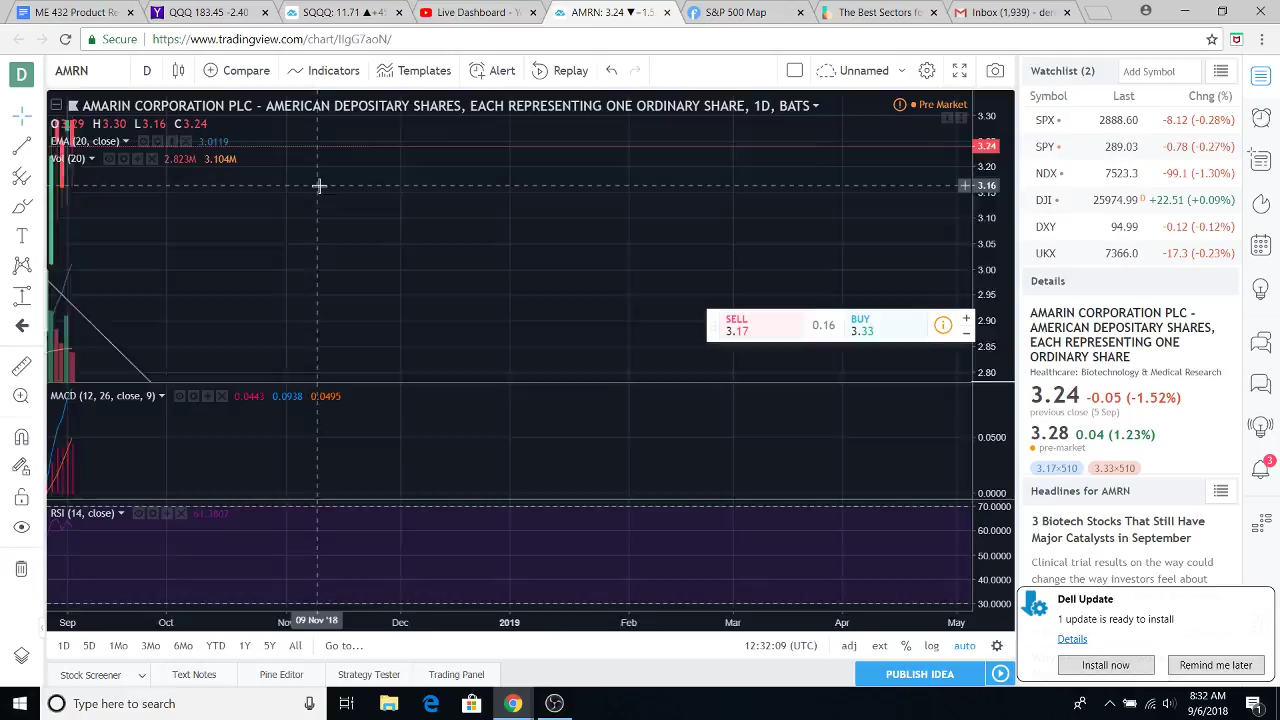 MC 432 Production Re
QQQ 183.45 -2.40
SQQQ: 11.71 ▲+4
Live Dashboard - Y
AMRN: 3.24 ▼−1.5
S&P 500 Map
The Best Sectors for
Inbox (1,939) - der
Secure
https://www.tradingview.com/chart/IlgG7aoN/
D
AMRN
D
Compare
Indicators
Templates
Alert
Replay
Unnamed
Watchlist (2)
Add Symbol
AMARIN CORPORATION PLC - AMERICAN DEPOSITARY SHARES, EACH REPRESENTING ONE ORDINARY SHARE, 1D, BATS
Pre Market
H3.30 L3.16 C3.24
EMA (20, close) 3.0119
Vol (20) 2.823M 3.104M
3.30
3.24
3.20
3.16
3.10
3.05
3.00
2.95
2.90
2.85
2.80
SELL
3.17
0.16
BUY
3.33
MACD (12, 26, close, 9) 0.0443 0.0938 0.0495
0.0500
0.0000
RSI (14, close) 61.3807
70.0000
60.0000
50.0000
40.0000
30.0000
Sep Oct Nov 09 Nov '18 Dec 2019 Feb Mar Apr May
1D 5D 1Mo 3Mo 6Mo YTD 1Y 5Y All Go to...
12:32:09 (UTC) adj ext % log auto
Stock Screener Text Notes Pine Editor Strategy Tester Trading Panel
PUBLISH IDEA
Symbol Last Chng (%)
SPX 2888.60 -8.12 (-0.28%)
SPY 289.03 -0.78 (-0.27%)
NDX 7523.3 -99.1 (-1.30%)
DJI 25974.99 D +22.51 (+0.09%)
DXY 94.99 -0.12 (-0.12%)
UKX 7366.0 -17.3 (-0.23%)
Details
AMARIN CORPORATION PLC -
AMERICAN DEPOSITARY SHARES,
EACH REPRESENTING ONE
ORDINARY SHARE
Healthcare: Biotechnology & Medical Research
3.24 -0.05 (-1.52%)
previous close (5 Sep)
3.28 0.04 (1.23%)
pre-market
3.17×510 3.33×510
Headlines for AMRN
3 Biotech Stocks That Still Have
Major Catalysts in September
Clinical trial results on the way could
change the way investors feel about
3
Dell Update
1 update is ready to install
Details
Install now
Remind me later
Type here to search
8:32 AM
9/6/2018